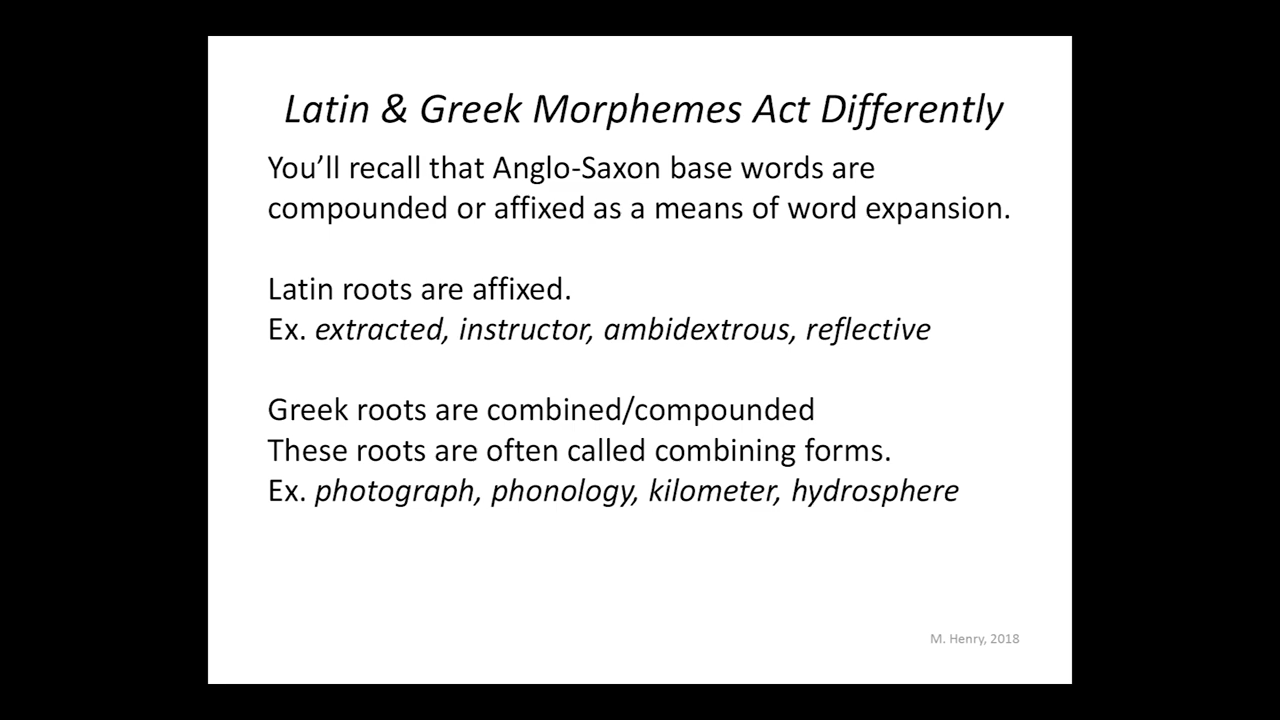 Latin & Greek Morphemes Act Differently
You’ll recall that Anglo-Saxon base words are
compounded or affixed as a means of word expansion.
Latin roots are affixed.
Ex. extracted, instructor, ambidextrous, reflective
Greek roots are combined/compounded
These roots are often called combining forms.
Ex. photograph, phonology, kilometer, hydrosphere
M. Henry, 2018